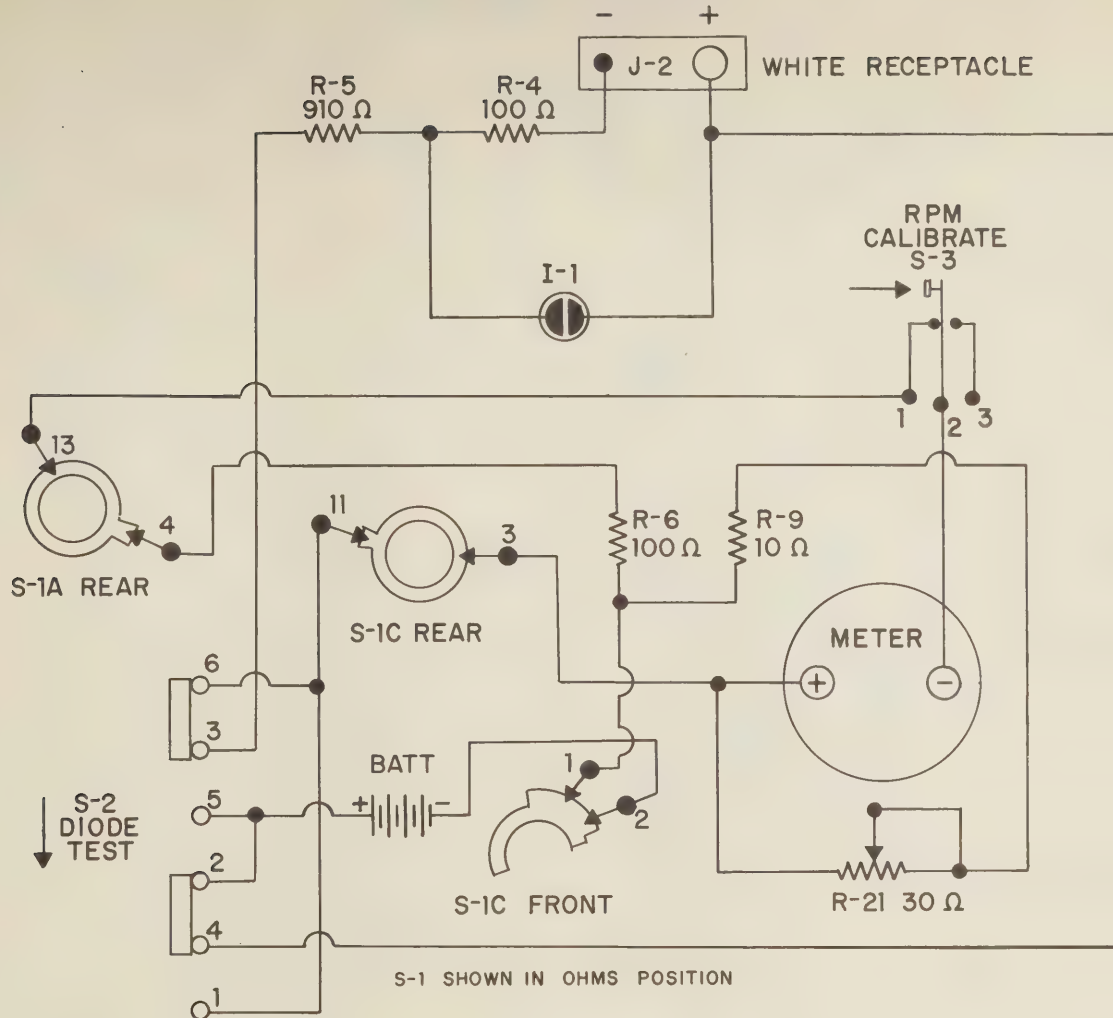 - +
J-2 WHITE RECEPTACLE
R-5
910 Ω
R-4
100 Ω
I-1
RPM
CALIBRATE
S-3
1 2 3
13
4
S-1A REAR
11
3
S-1C REAR
R-6
100 Ω
R-9
10 Ω
METER
+ -
6
3
5
2
4
1
S-2
DIODE
TEST
BATT
+ -
1
2
S-1C FRONT
R-21 30 Ω
S-1 SHOWN IN OHMS POSITION